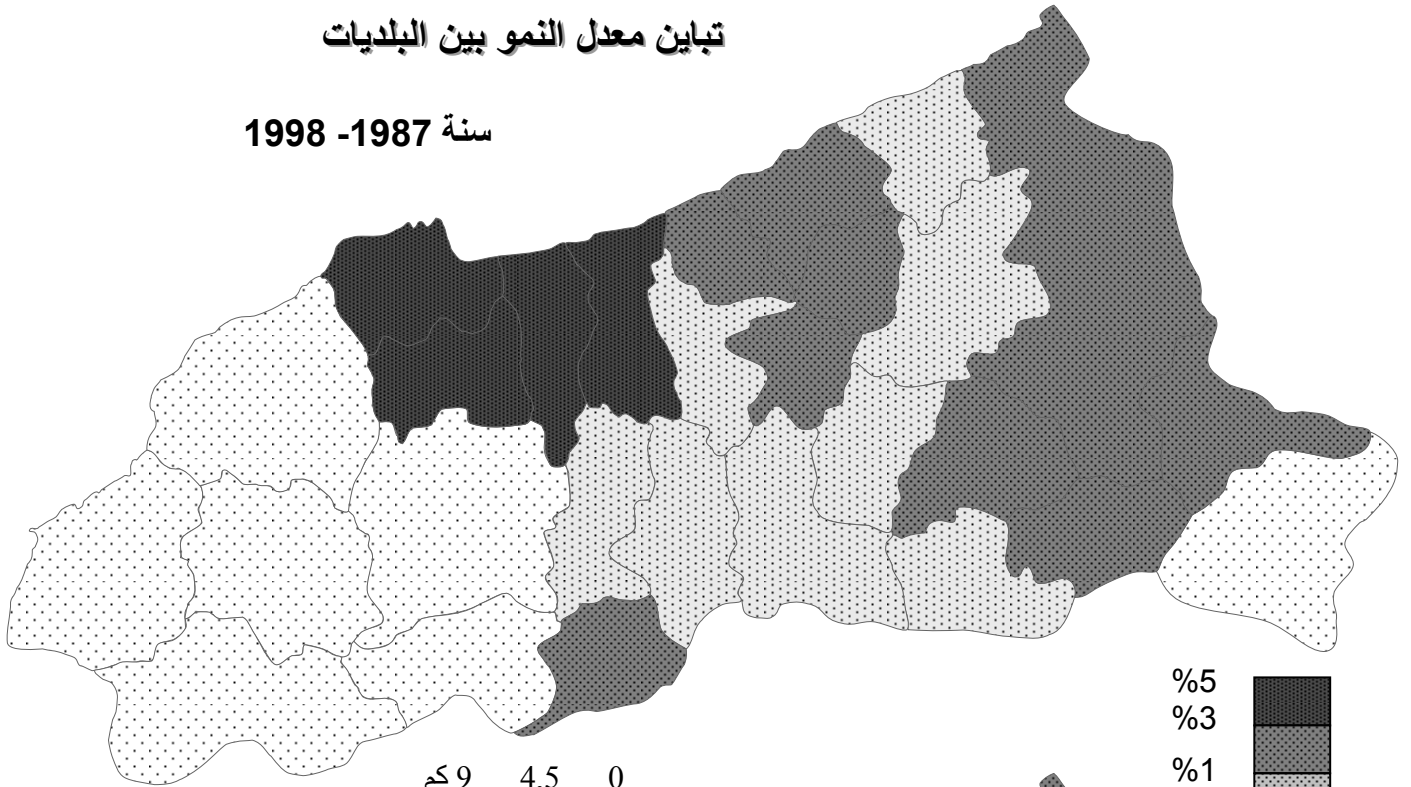 تباين معدل النمو بين البلديات
سنة 1987- 1998
%5
%3
%1
0 4.5 9 كم